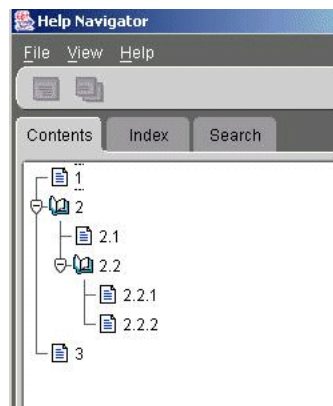 Help Navigator
File View Help
Contents Index Search
1
2
2.1
2.2
2.2.1
2.2.2
3